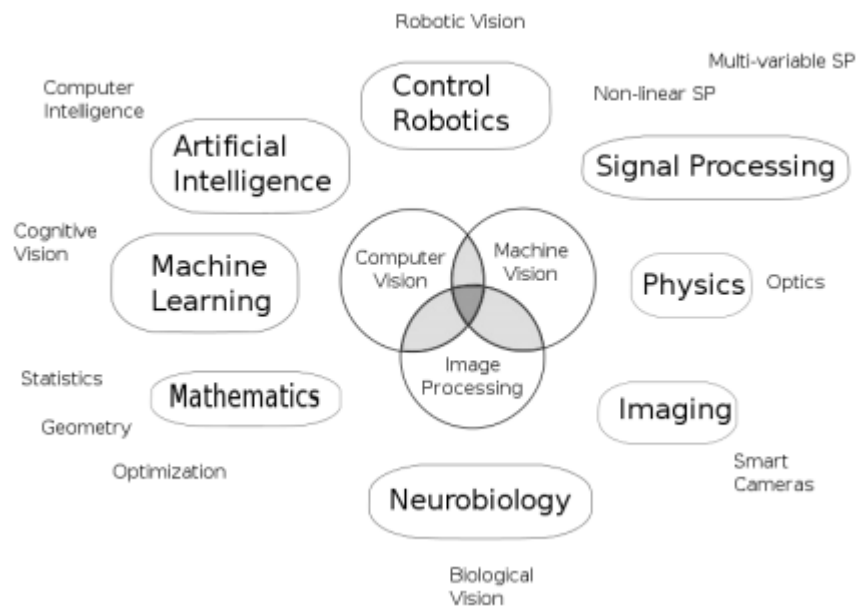 Robotic Vision
Multi-variable SP
Non-linear SP
Computer
Intelligence
Control
Robotics
Artificial
Intelligence
Signal Processing
Cognitive
Vision
Machine
Learning
Computer
Vision
Machine
Vision
Physics
Optics
Image
Processing
Statistics
Mathematics
Geometry
Imaging
Optimization
Smart
Cameras
Neurobiology
Biological
Vision